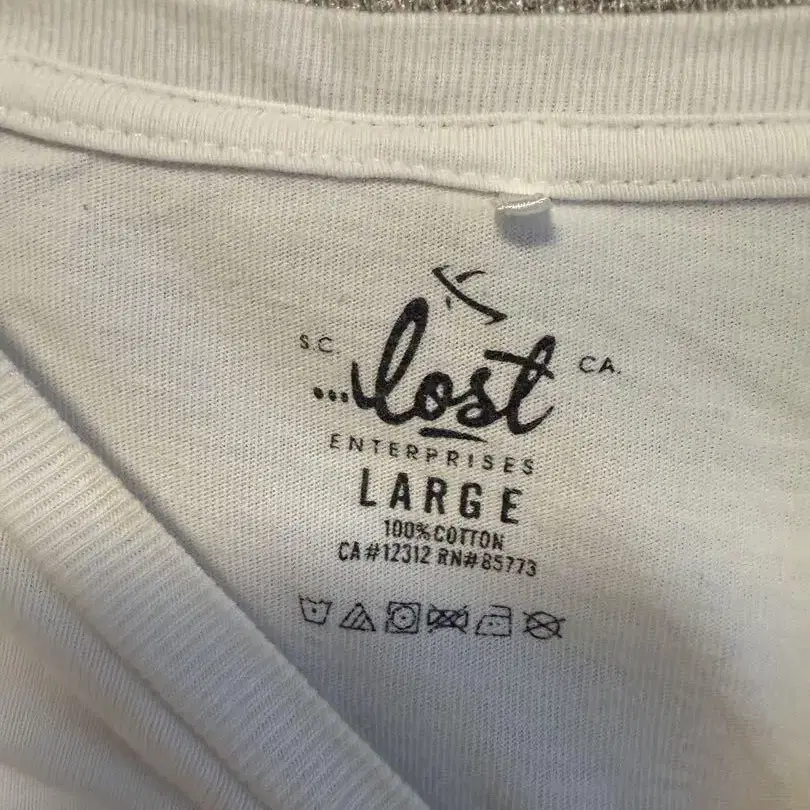 S.C. CA.
...lost
ENTERPRISES
LARGE
100% COTTON
CA#12312 RN#85773